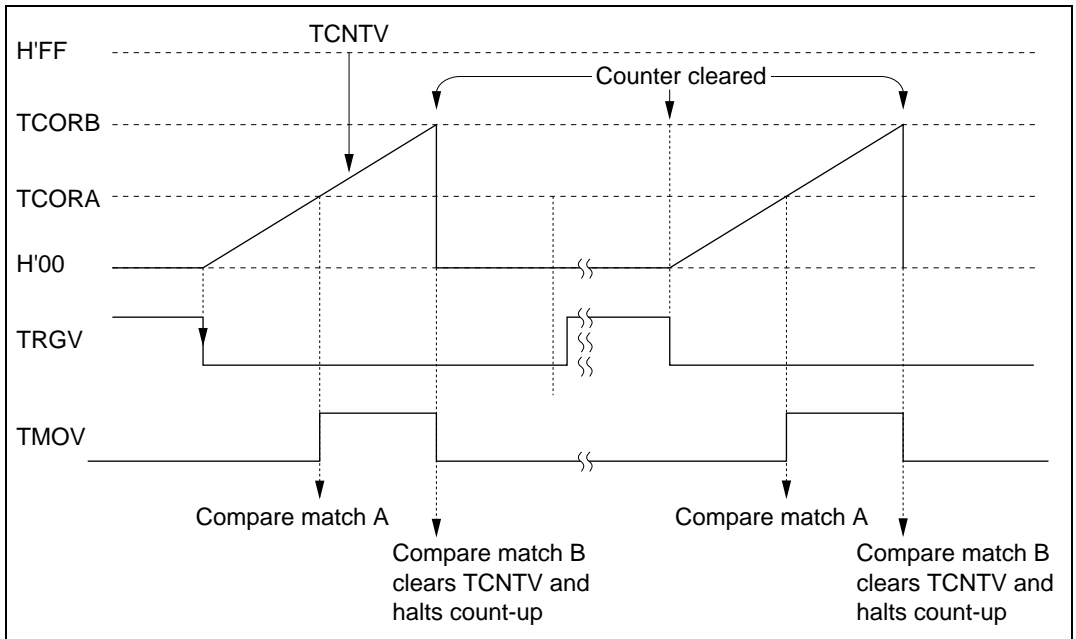 TCNTV
H'FF
Counter cleared
TCORB
TCORA
H'00
TRGV
TMOV
Compare match A
Compare match A
Compare match B
clears TCNTV and
halts count-up
Compare match B
clears TCNTV and
halts count-up